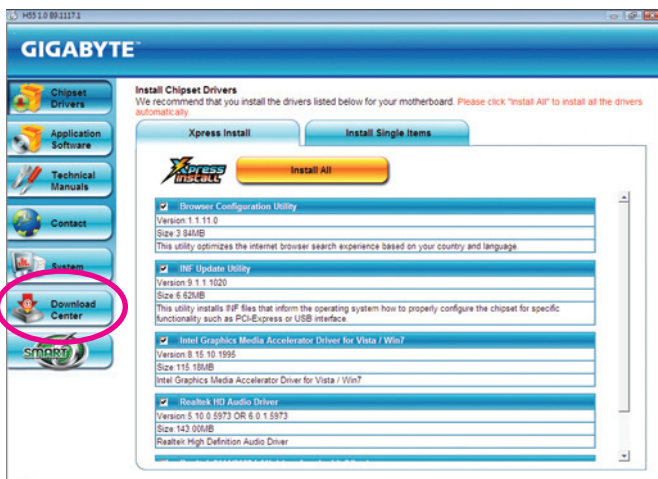 H55 1.0 B9.1117.1
GIGABYTE™
Chipset
Drivers
Application
Software
Technical
Manuals
Contact
System
Download
Center
SMART
Install Chipset Drivers
We recommend that you install the drivers listed below for your motherboard. Please click "Install All" to install all the drivers
automatically.
Xpress Install
Install Single Items
Xpress
INSTALL
Install All
Browser Configuration Utility
Version:1.1.11.0
Size:3.84MB
This utility optimizes the internet browser search experience based on your country and language.
INF Update Utility
Version:9.1.1.1020
Size:6.62MB
This utility installs INF files that inform the operating system how to properly configure the chipset for specific
functionality such as PCI-Express or USB interface.
Intel Graphics Media Accelerator Driver for Vista / Win7
Version:8.15.10.1995
Size:115.18MB
Intel Graphics Media Accelerator Driver for Vista / Win7
Realtek HD Audio Driver
Version:5.10.0.5973 OR 6.0.1.5973
Size:143.00MB
Realtek High Definition Audio Driver